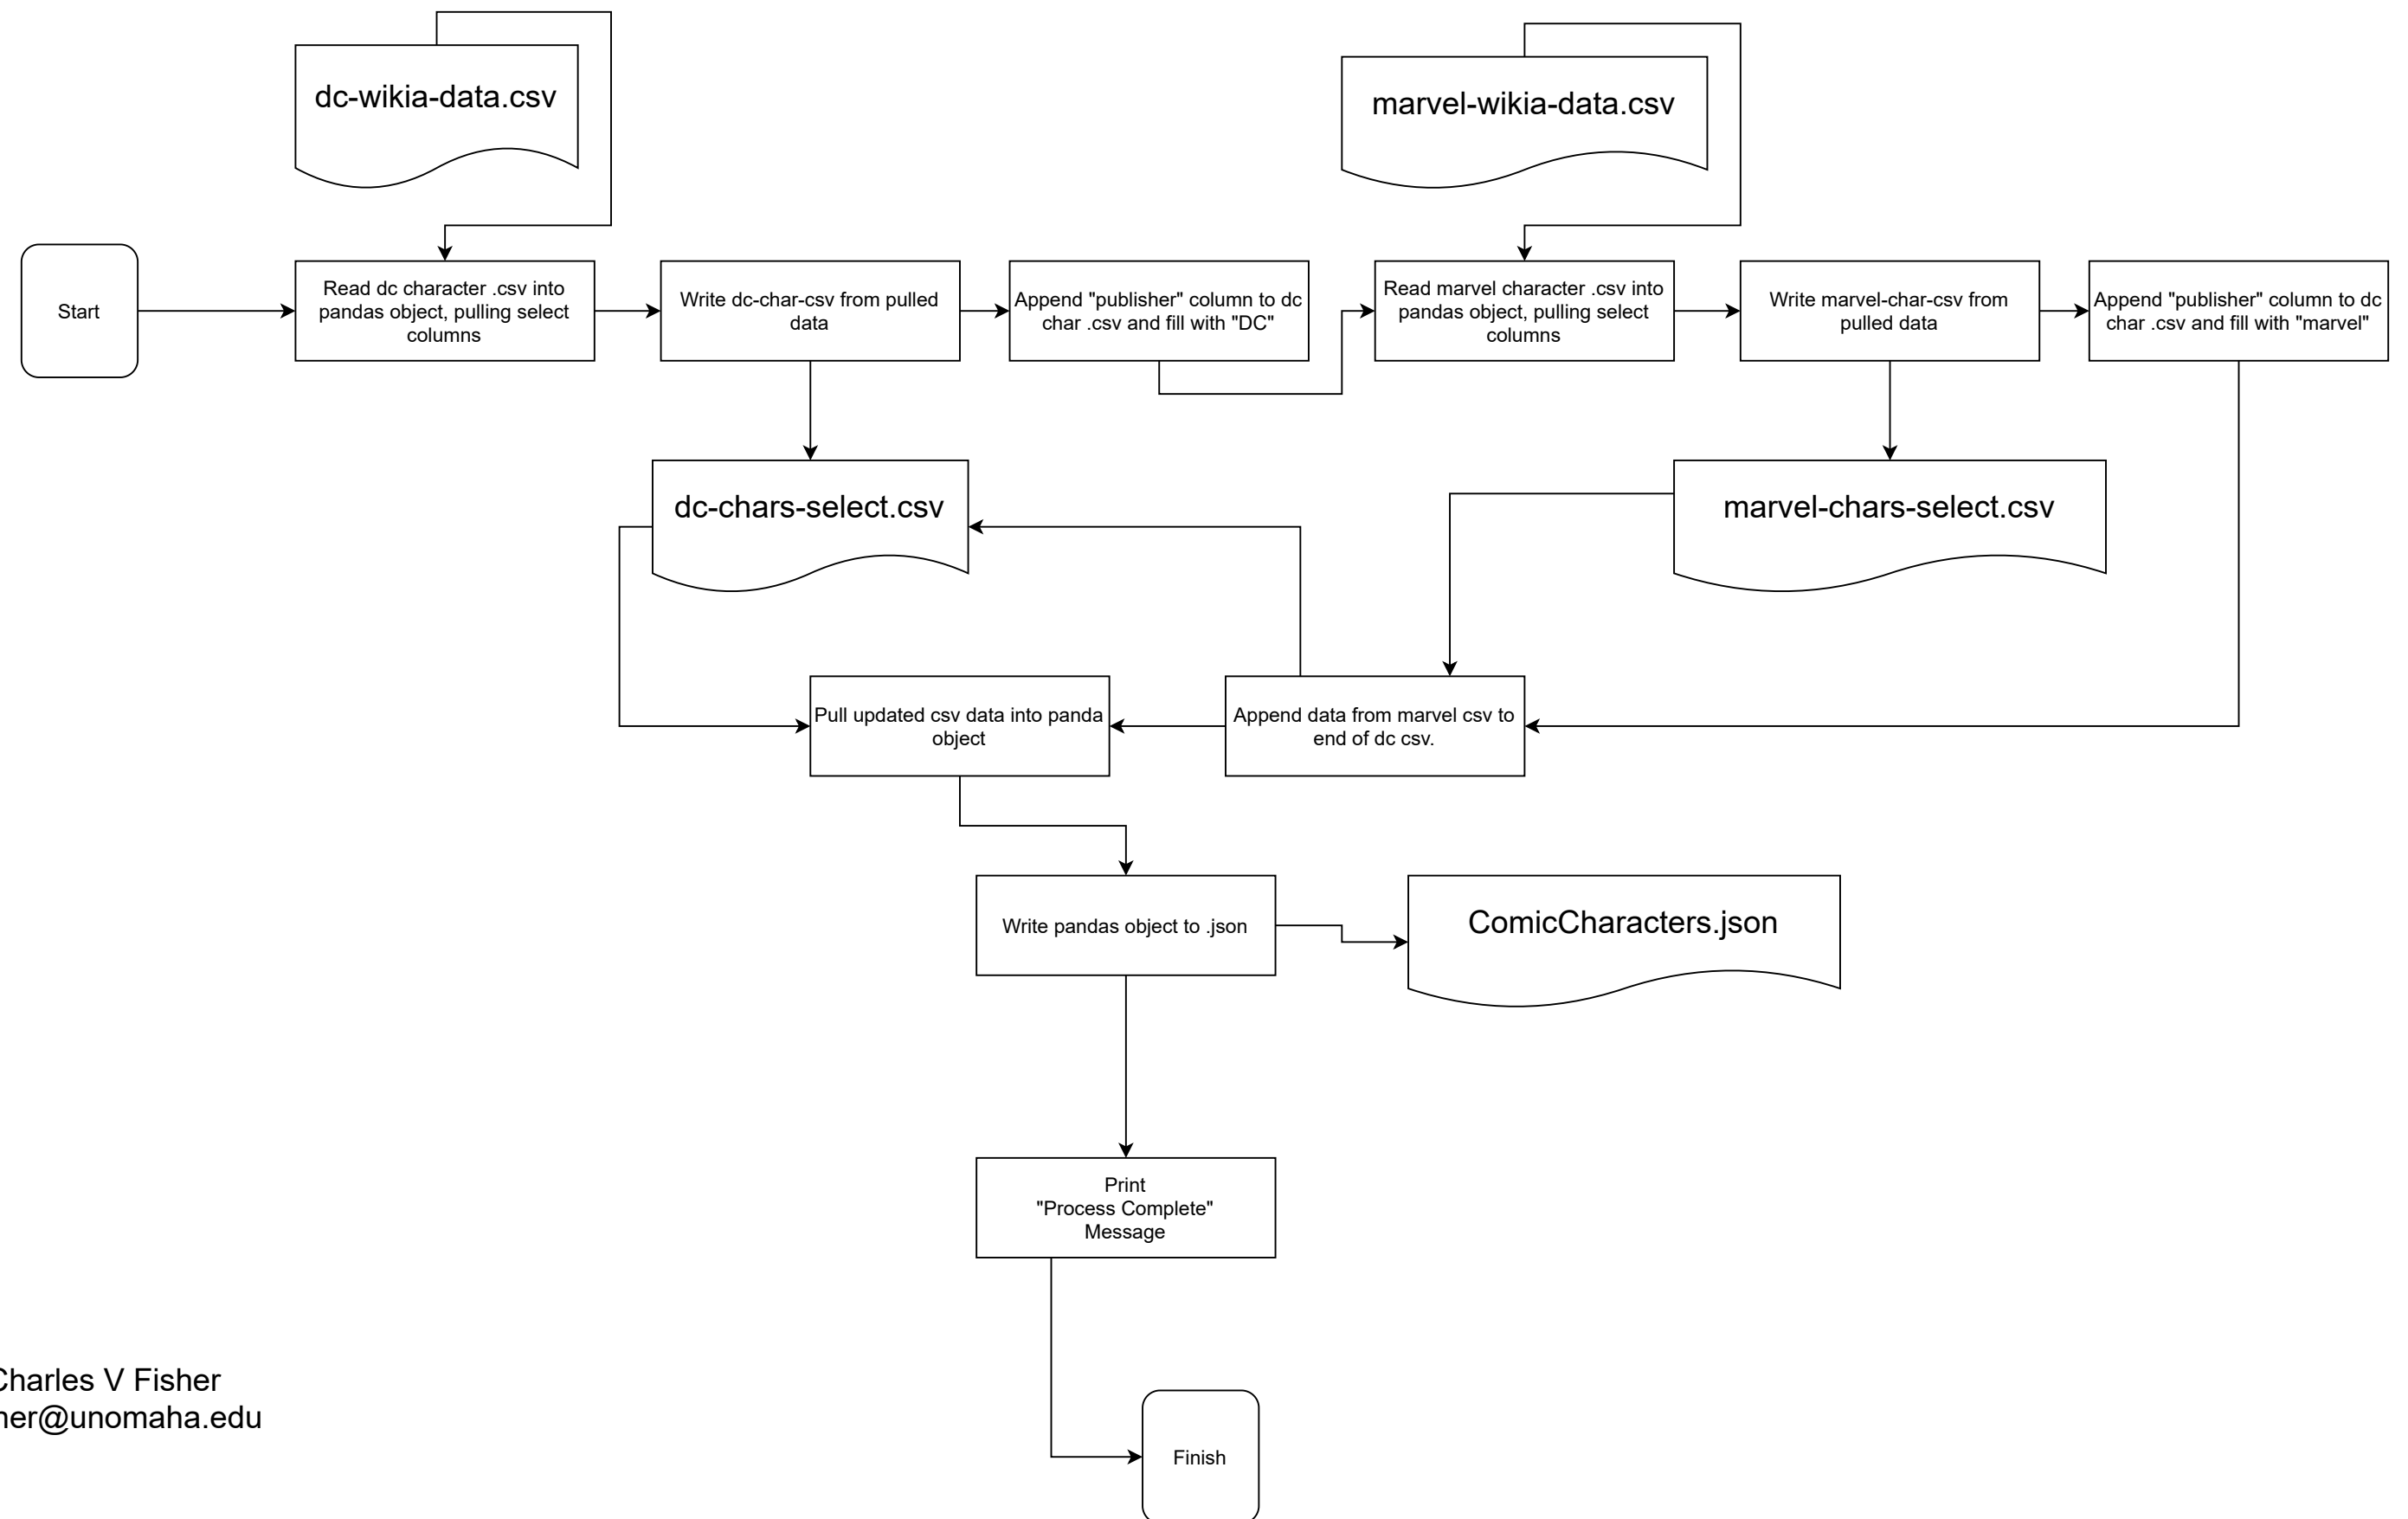 dc-wikia-data.csv
marvel-wikia-data.csv
Start
Read dc character .csv into
pandas object, pulling select
columns
Write dc-char-csv from pulled
data
Append "publisher" column to dc
char .csv and fill with "DC"
Read marvel character .csv into
pandas object, pulling select
columns
Write marvel-char-csv from
pulled data
Append "publisher" column to dc
char .csv and fill with "marvel"
dc-chars-select.csv
marvel-chars-select.csv
Pull updated csv data into panda
object
Append data from marvel csv to
end of dc csv.
Write pandas object to .json
ComicCharacters.json
Print
"Process Complete"
Message
Charles V Fisher
her@unomaha.edu
Finish